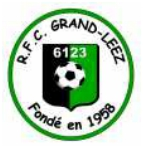 R.F.C. GRAND-LEEZ
6123
Fondé en 1958